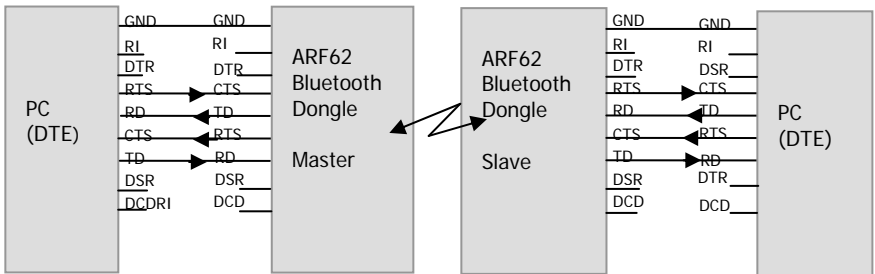 GND GND GND GND
RI RI RI RI
DTR DTR DTR DSR
RTS CTS RTS CTS
RD TD RD TD
CTS RTS CTS RTS
TD RD TD RD
DSR DSR DSR DTR
DCDRI DCD DCD DCD
PC
(DTE)
ARF62
Bluetooth
Dongle
Master
ARF62
Bluetooth
Dongle
Slave
PC
(DTE)